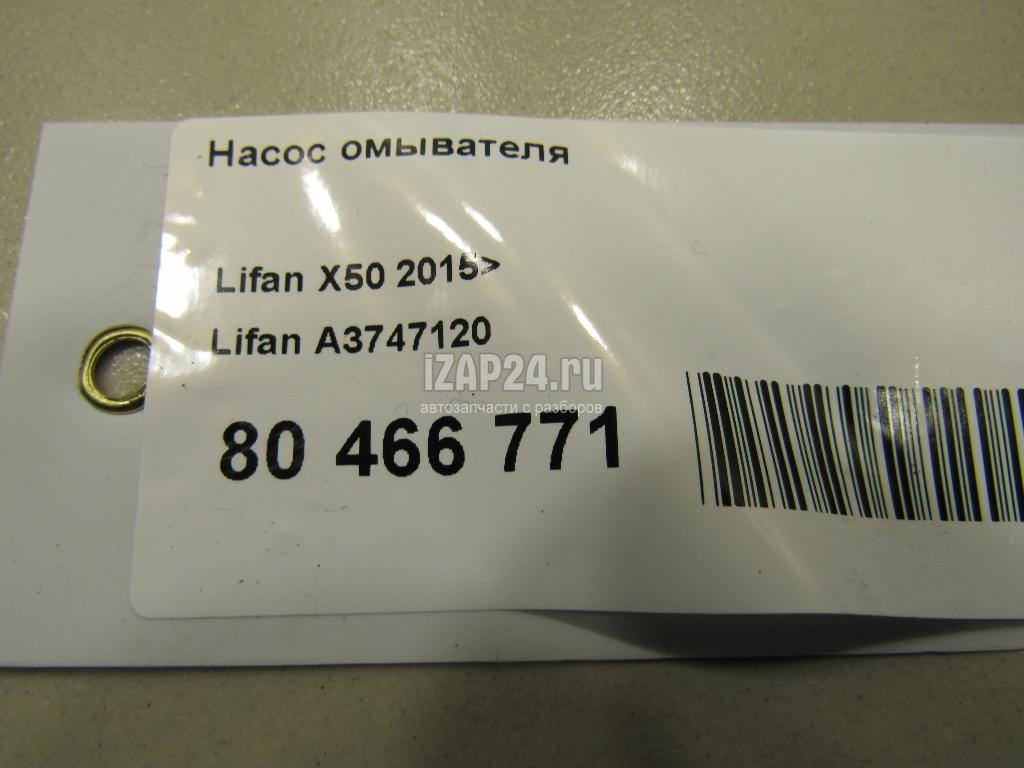 Насос омывателя
Lifan X50 2015>
Lifan A3747120
iZAP24.ru
автозапчасти с разборов
80 466 771